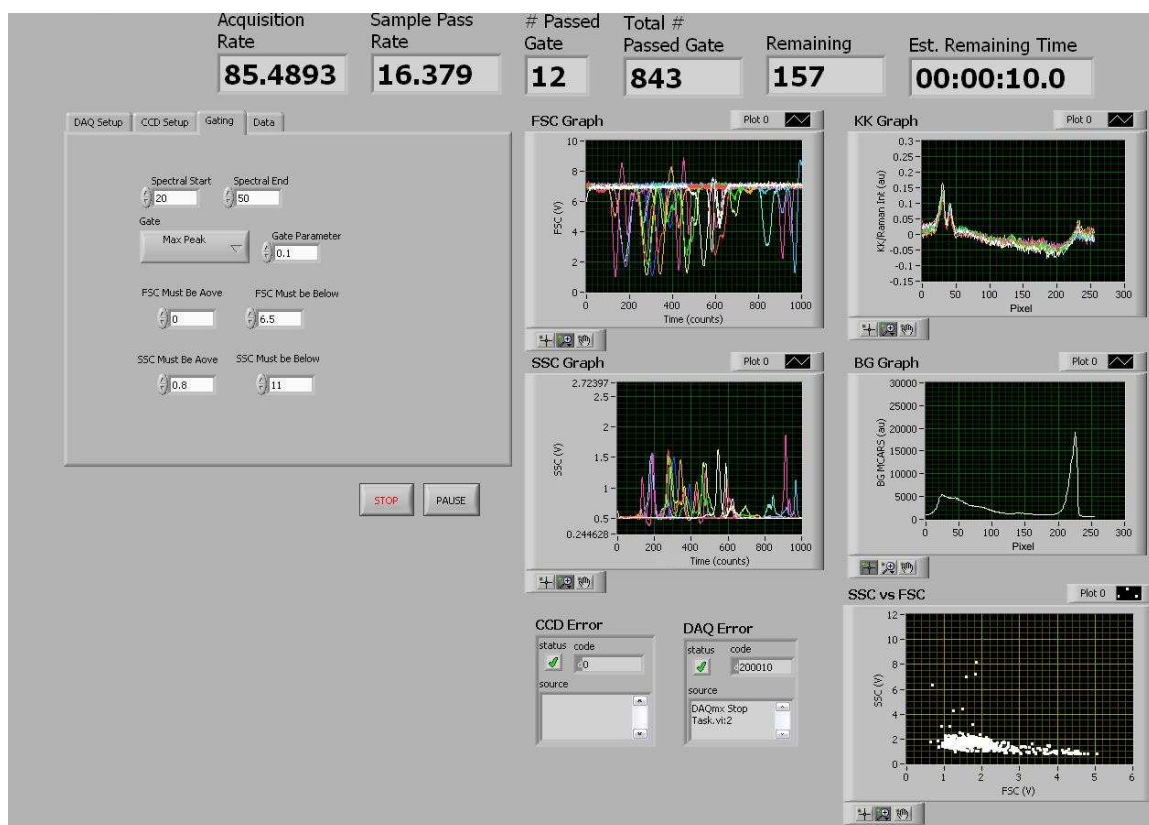 Acquisition Rate
Sample Pass Rate
# Passed Gate
Total # Passed Gate
Remaining
Est. Remaining Time
85.4893
16.379
12
843
157
00:00:10.0
DAQ Setup
CCD Setup
Gating
Data
Spectral Start
Spectral End
20
50
Gate
Max Peak
Gate Parameter
0.1
FSC Must Be Aove
FSC Must be Below
0
6.5
SSC Must Be Aove
SSC Must be Below
0.8
11
STOP
PAUSE
FSC Graph
Plot 0
10
8
6
4
2
0
FSC (V)
0 200 400 600 800 1000
Time (counts)
KK Graph
Plot 0
0.3
0.25
0.2
0.15
0.1
0.05
0
-0.05
-0.1
-0.15
KK/Raman Int (au)
0 50 100 150 200 250 300
Pixel
SSC Graph
Plot 0
2.72397
2.5
2
1.5
1
0.5
0.244628
SSC (V)
0 200 400 600 800 1000
Time (counts)
BG Graph
Plot 0
30000
25000
20000
15000
10000
5000
0
BG MCARS (au)
0 50 100 150 200 250 300
Pixel
CCD Error
status code
0
source
DAQ Error
status code
200010
source
DAQmx Stop
Task.vi:2
SSC vs FSC
Plot 0
12
10
8
6
4
2
0
SSC (V)
0 1 2 3 4 5 6
FSC (V)